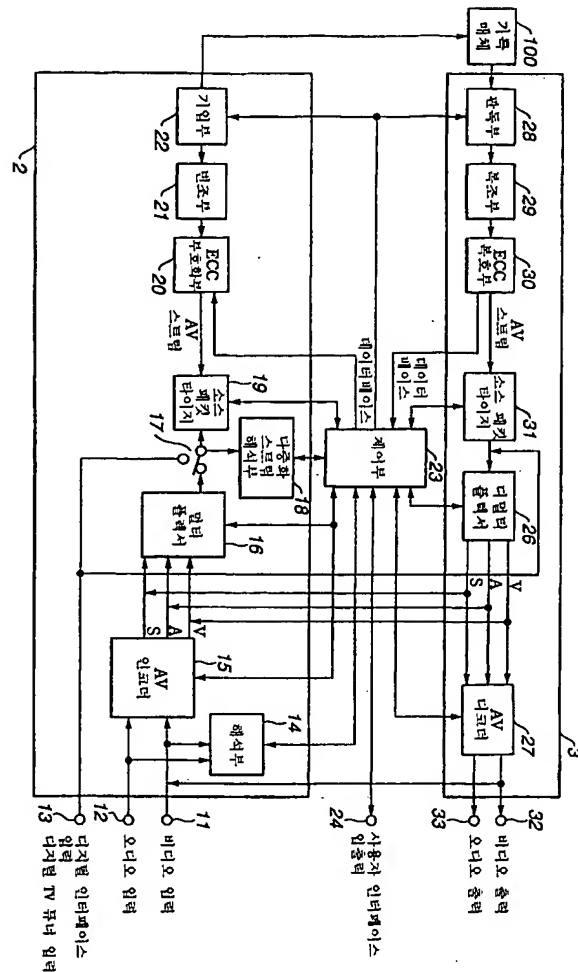 3
100
기록
매체
28
판독부
29
복조부
30
ECC
복호부
AV
스트림
31
소스
패킷
타이저
26
디멀티
플렉서
V
A
S
27
AV
디코더
32
비디오 출력
33
오디오 출력
데이터
베이스
데이터베이스
제어부
23
24
사용자 인터페이스
입출력
2
22
기입부
21
변조부
20
ECC
부호화부
AV
스트림
19
소스
패킷
타이저
17
18
다중화
스트림
해석부
16
멀티
플렉서
V
A
S
15
AV
인코더
14
해석부
11
비디오 입력
12
오디오 입력
13
디지털 인터페이스
입력
디지털 TV 튜너 입력